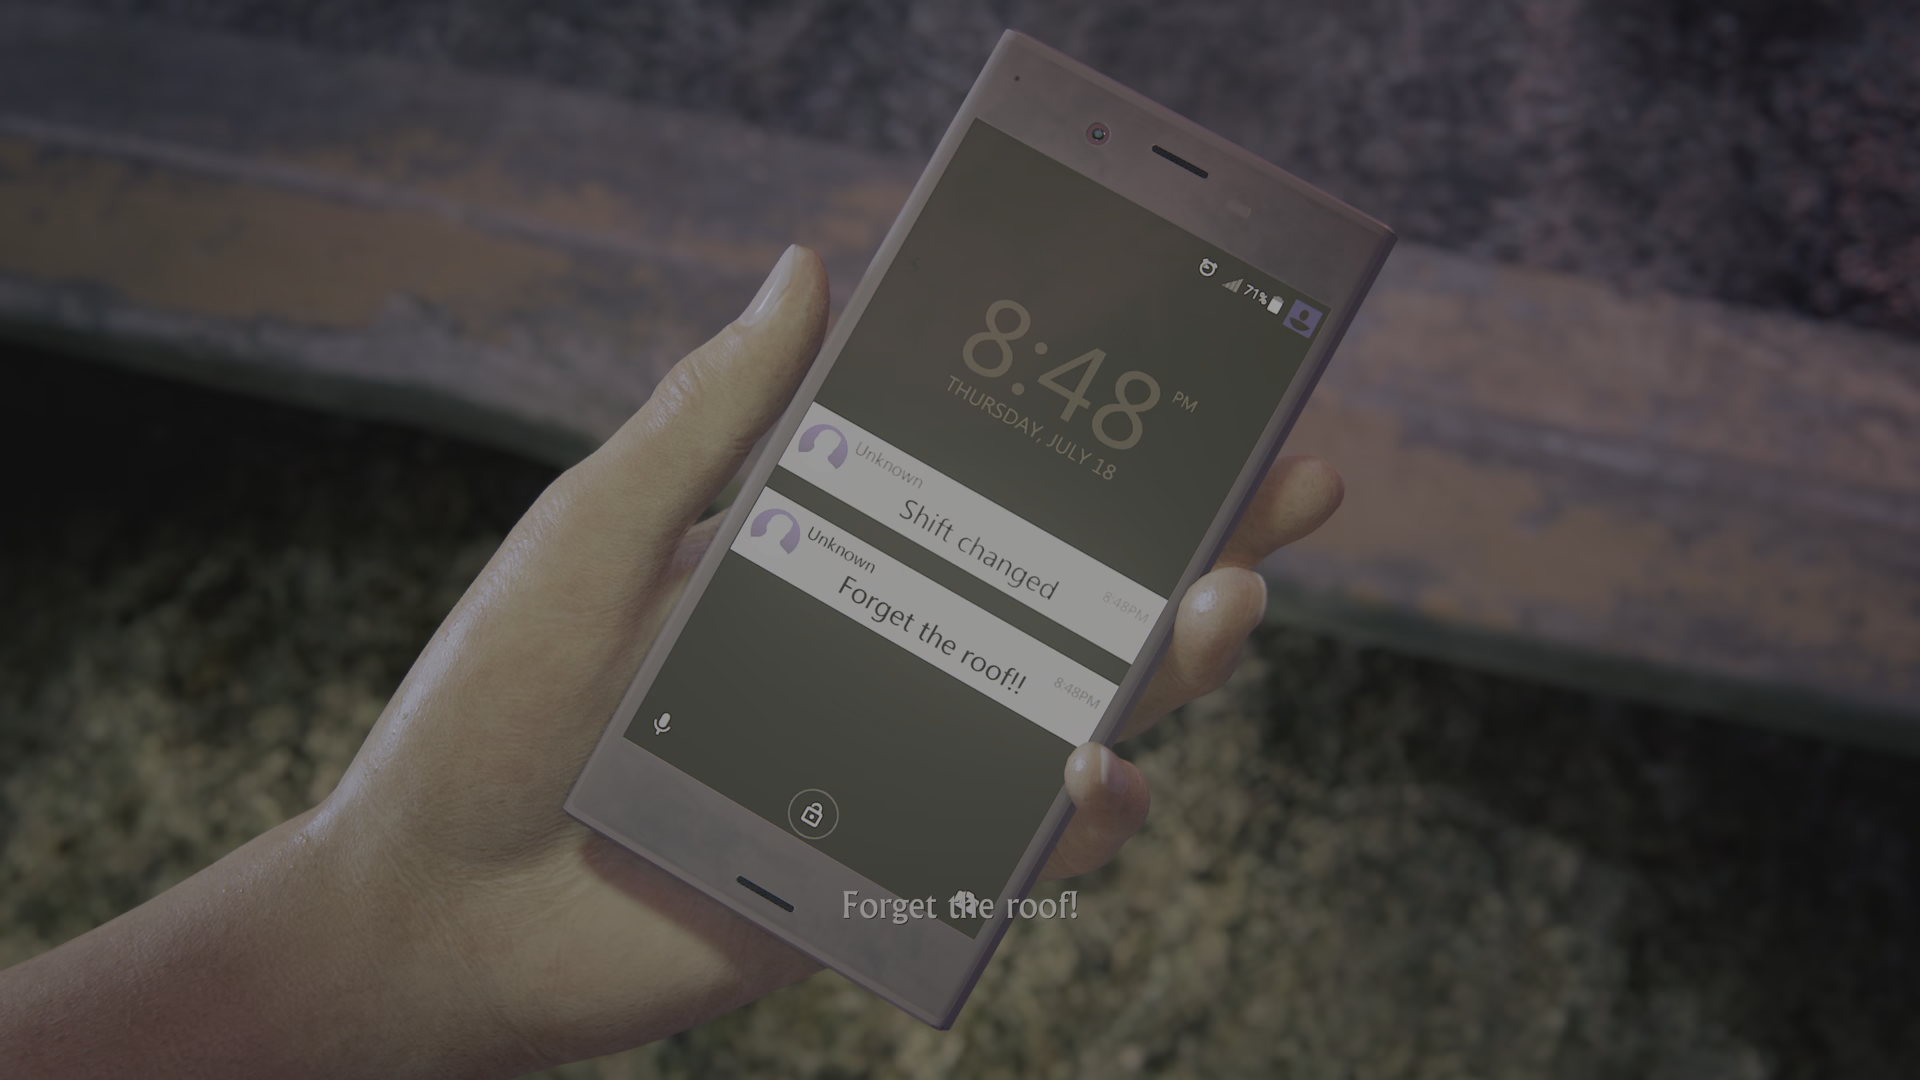 71%
8:48 PM
THURSDAY, JULY 18
Unknown
Shift changed
8:48PM
Unknown
Forget the roof!!
8:48PM
Forget the roof!